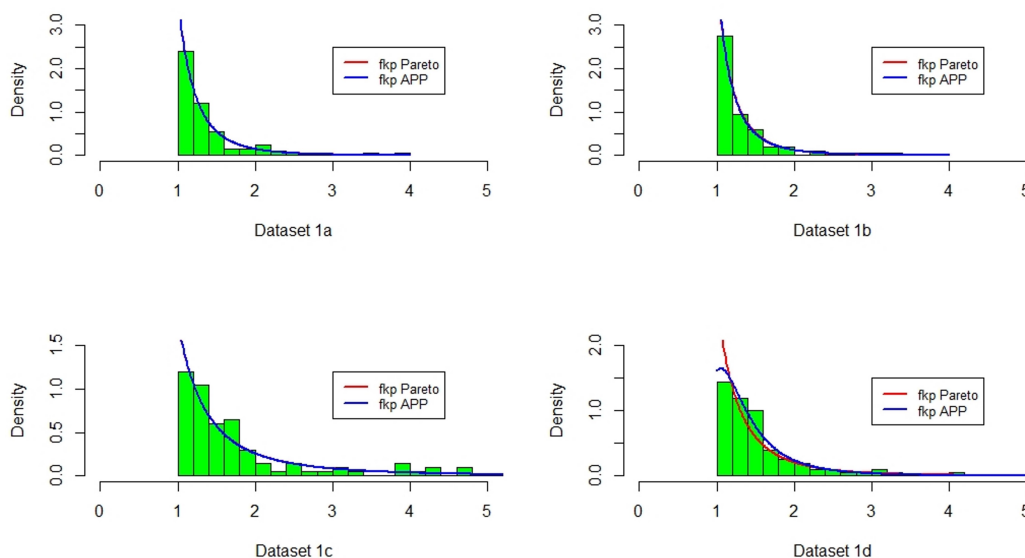 Density
3.0
2.0
1.0
0.0
fkp Pareto
fkp APP
0 1 2 3 4 5
Dataset 1a
Density
3.0
2.0
1.0
0.0
fkp Pareto
fkp APP
0 1 2 3 4 5
Dataset 1b
Density
1.5
1.0
0.5
0.0
fkp Pareto
fkp APP
0 1 2 3 4 5
Dataset 1c
Density
2.0
1.0
0.0
fkp Pareto
fkp APP
0 1 2 3 4 5
Dataset 1d